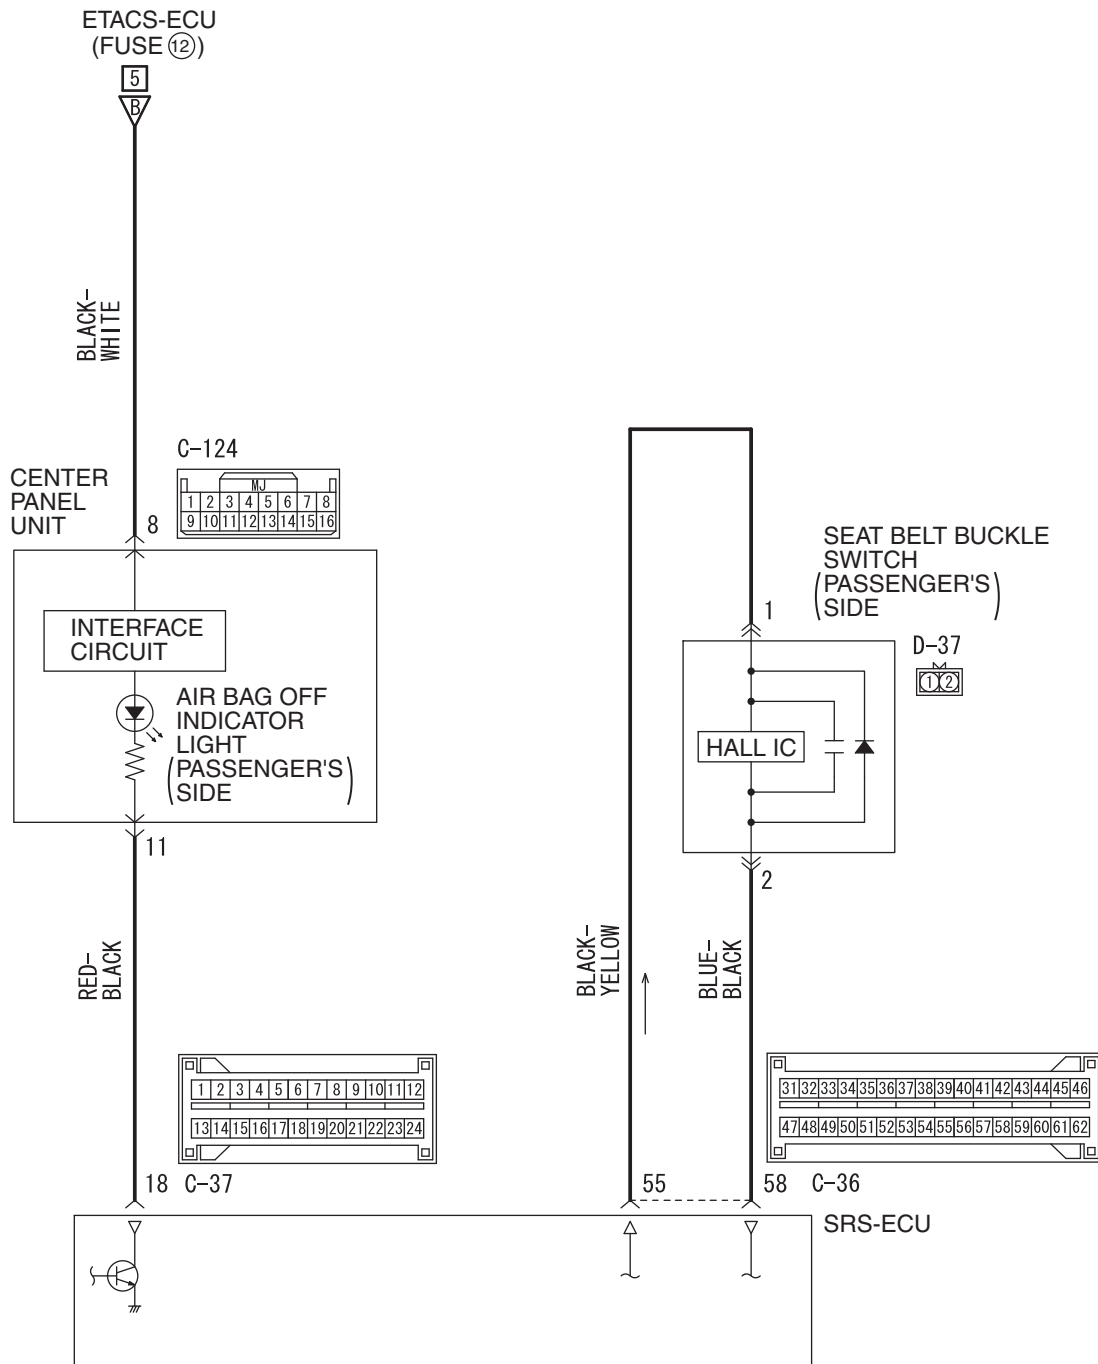 ETACS-ECU
(FUSE ⑫)
5
B
BLACK-
WHITE
C-124
MJ
1 2 3 4 5 6 7 8
9 10 11 12 13 14 15 16
CENTER
PANEL
UNIT
8
INTERFACE
CIRCUIT
AIR BAG OFF
INDICATOR
LIGHT
(PASSENGER'S
SIDE)
11
RED-
BLACK
1 2 3 4 5 6 7 8 9 10 11 12
13 14 15 16 17 18 19 20 21 22 23 24
18 C-37
SEAT BELT BUCKLE
SWITCH
(PASSENGER'S
SIDE)
1
D-37
1 2
HALL IC
2
BLACK-
YELLOW
BLUE-
BLACK
31 32 33 34 35 36 37 38 39 40 41 42 43 44 45 46
47 48 49 50 51 52 53 54 55 56 57 58 59 60 61 62
55
58 C-36
SRS-ECU